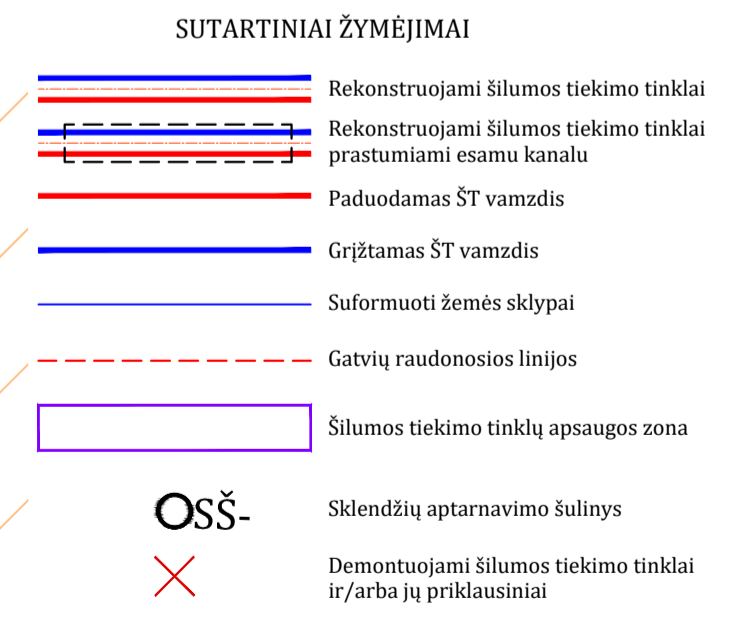 SUTARTINIAI ŽYMĖJIMAI
Rekonstruojami šilumos tiekimo tinklai
Rekonstruojami šilumos tiekimo tinklai
prastumiami esamu kanalu
Paduodamas ŠT vamzdis
Grįžtamas ŠT vamzdis
Suformuoti žemės sklypai
Gatvių raudonosios linijos
Šilumos tiekimo tinklų apsaugos zona
OSŠ- Sklendžių aptarnavimo šulinys
Demontuojami šilumos tiekimo tinklai
ir/arba jų priklausiniai